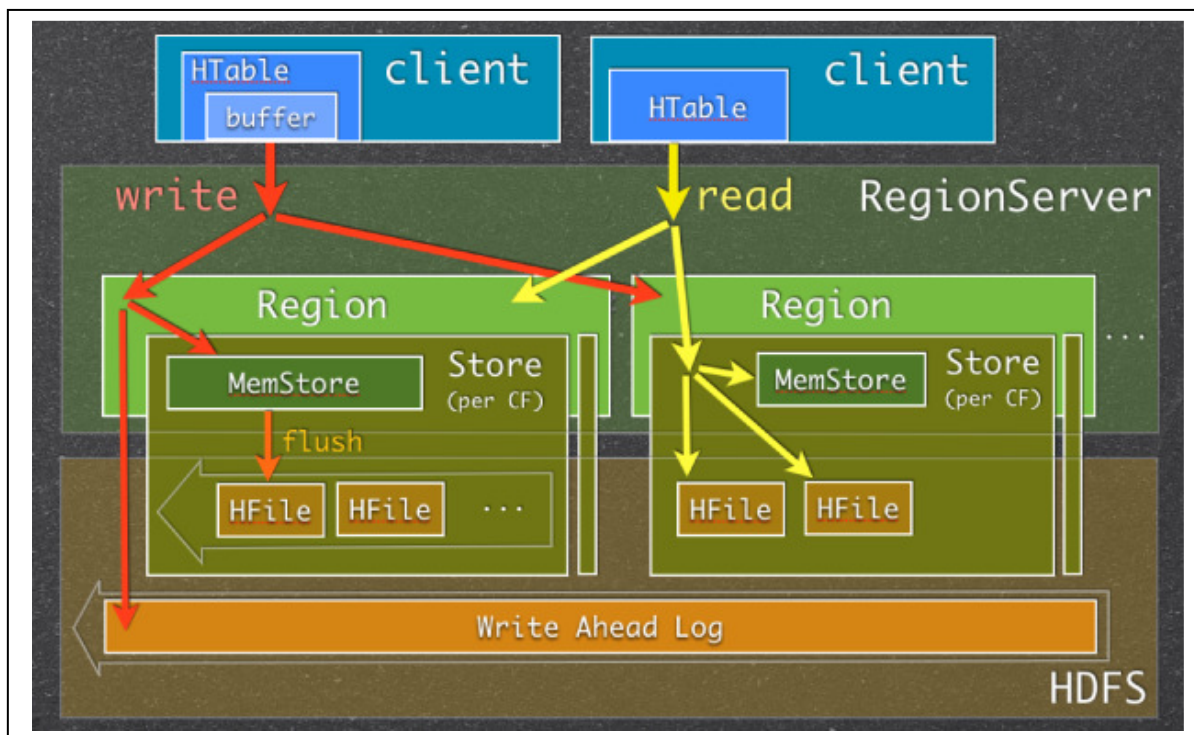 HTable
client
buffer
HTable
client
write
read
RegionServer
Region
Region
...
MemStore
Store
(per CF)
MemStore
Store
(per CF)
flush
HFile
HFile
...
HFile
HFile
Write Ahead Log
HDFS